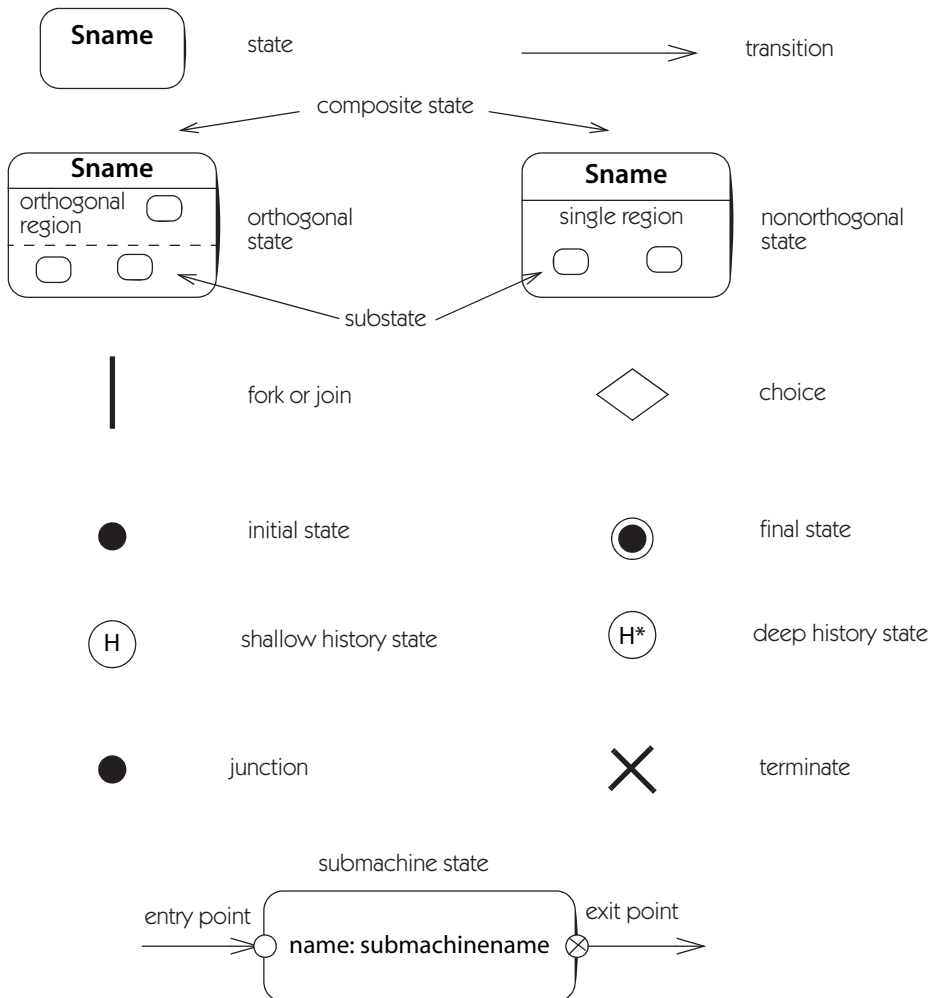 Sname
state
transition
composite state
Sname
orthogonal
region
orthogonal
state
Sname
single region
nonorthogonal
state
substate
fork or join
choice
initial state
final state
H
shallow history state
H*
deep history state
junction
terminate
submachine state
entry point
name: submachinename
exit point